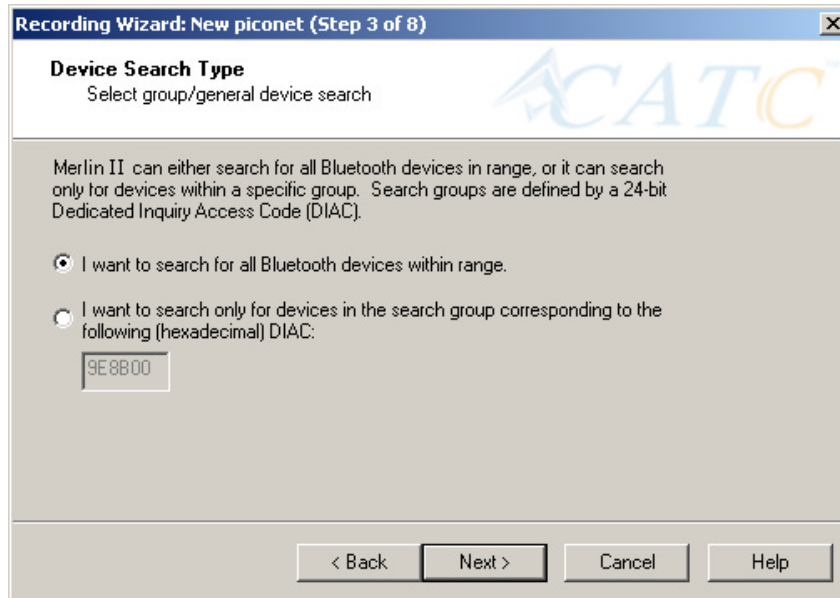 Recording Wizard: New piconet (Step 3 of 8)
Device Search Type
Select group/general device search
CATC
Merlin II can either search for all Bluetooth devices in range, or it can search
only for devices within a specific group. Search groups are defined by a 24-bit
Dedicated Inquiry Access Code (DIAC).
I want to search for all Bluetooth devices within range.
I want to search only for devices in the search group corresponding to the
following (hexadecimal) DIAC:
9E8B00
< Back
Next >
Cancel
Help